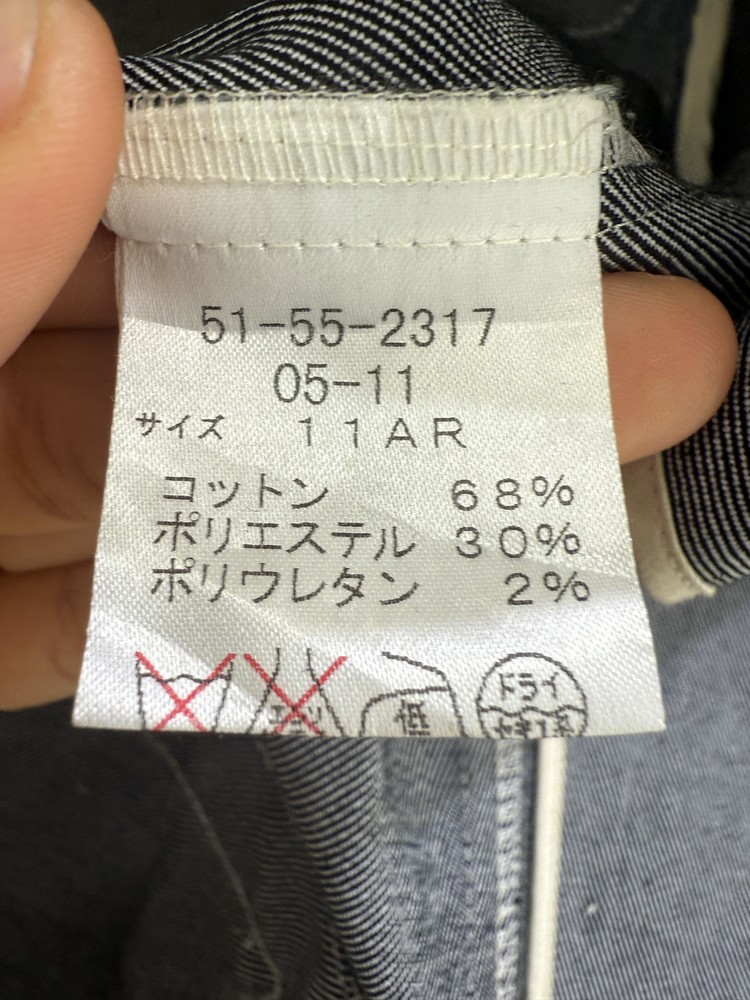 51-55-2317
05-11
サイズ 11AR
コットン 68%
ポリエステル 30%
ポリウレタン 2%
低 ドライ